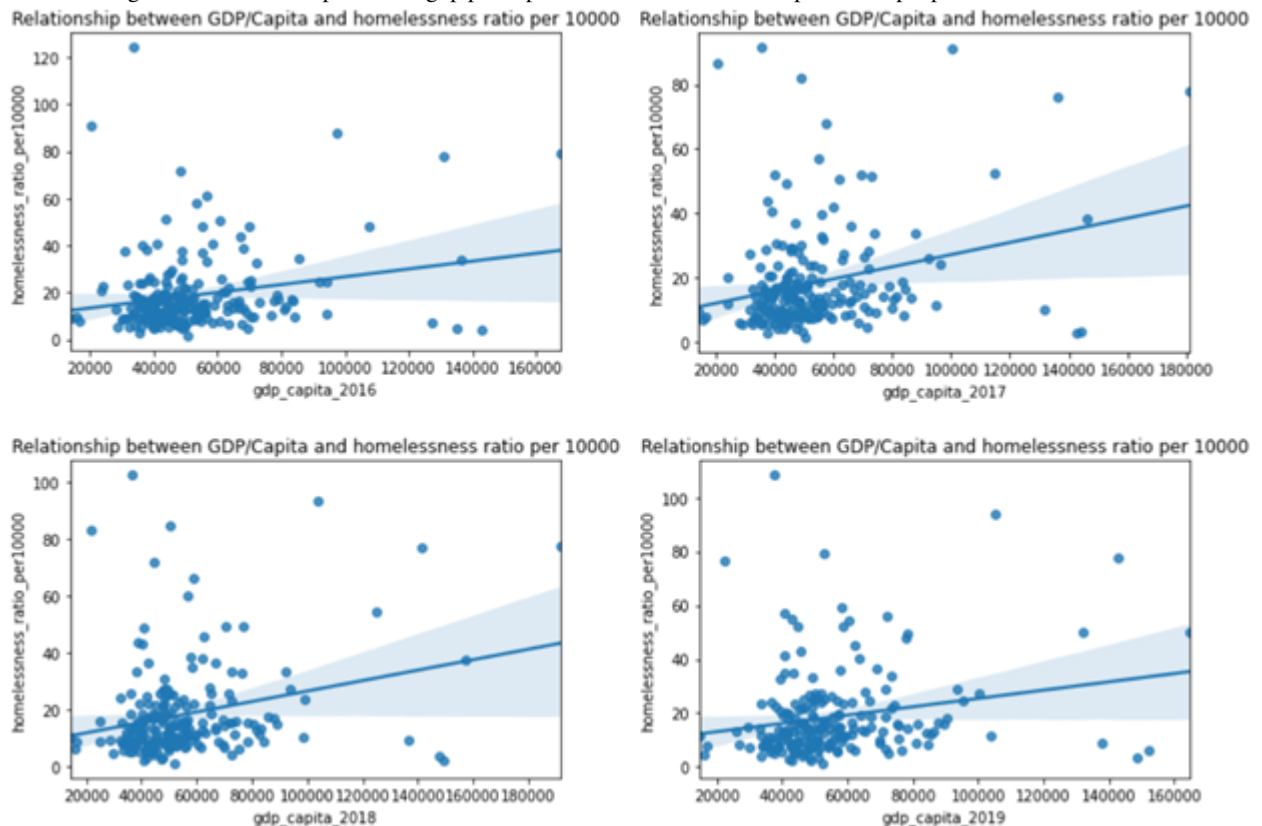 Relationship between GDP/Capita and homelessness ratio per 10000
120
100
80
60
40
20
0
homelessness_ratio_per10000
20000 40000 60000 80000 100000 120000 140000 160000
gdp_capita_2016
Relationship between GDP/Capita and homelessness ratio per 10000
80
60
40
20
0
homelessness_ratio_per10000
20000 40000 60000 80000 100000 120000 140000 160000 180000
gdp_capita_2017
Relationship between GDP/Capita and homelessness ratio per 10000
100
80
60
40
20
0
homelessness_ratio_per10000
20000 40000 60000 80000 100000 120000 140000 160000 180000
gdp_capita_2018
Relationship between GDP/Capita and homelessness ratio per 10000
100
80
60
40
20
0
homelessness_ratio_per10000
20000 40000 60000 80000 100000 120000 140000 160000
gdp_capita_2019